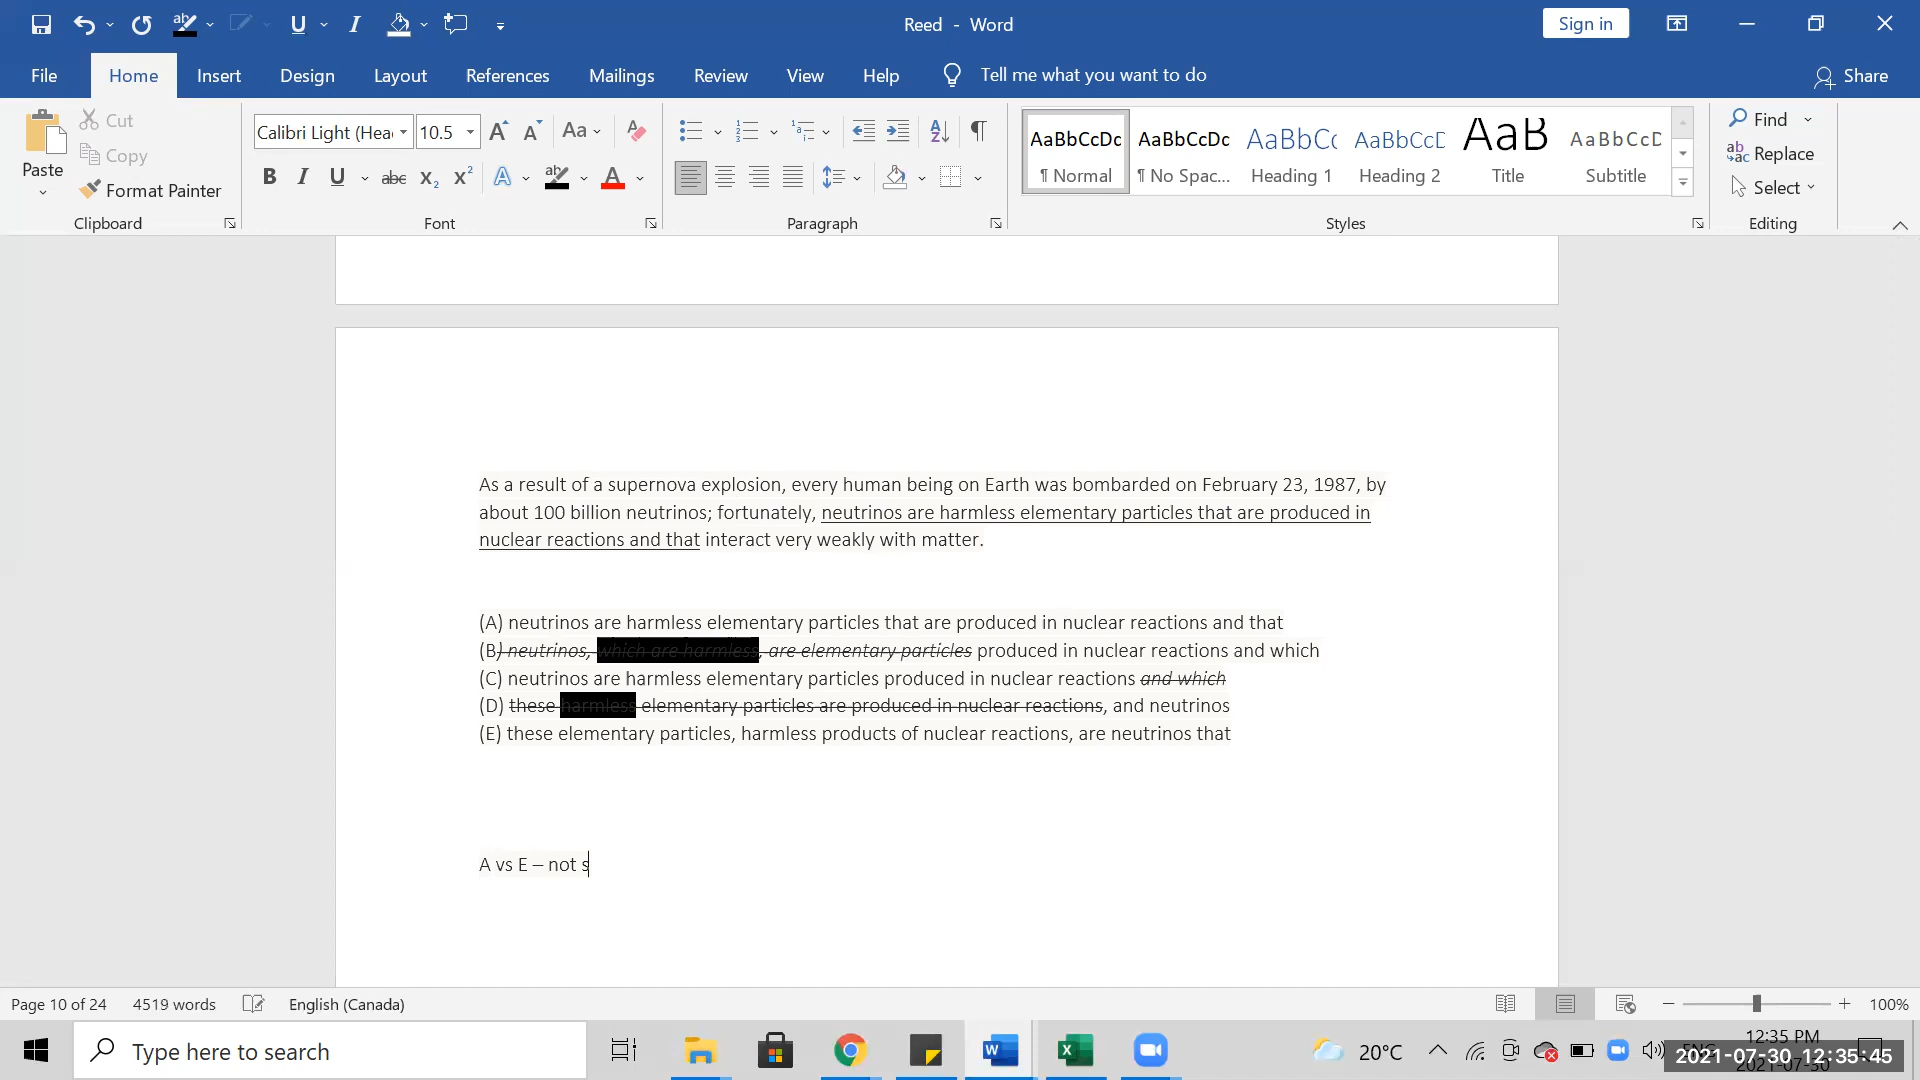 Reed - Word
Sign in
File Home Insert Design Layout References Mailings Review View Help Tell me what you want to do Share
Paste Cut Copy Format Painter Clipboard
Calibri Light (Hea 10.5 Font
Paragraph
AaBbCcDc ¶ Normal
AaBbCcDc ¶ No Spac...
AaBbCc Heading 1
AaBbCcD Heading 2
AaB Title
AaBbCcD Subtitle
Styles
Find Replace Select Editing
As a result of a supernova explosion, every human being on Earth was bombarded on February 23, 1987, by
about 100 billion neutrinos; fortunately, neutrinos are harmless elementary particles that are produced in
nuclear reactions and that interact very weakly with matter.
(A) neutrinos are harmless elementary particles that are produced in nuclear reactions and that
(B) neutrinos, which are harmless, are elementary particles produced in nuclear reactions and which
(C) neutrinos are harmless elementary particles produced in nuclear reactions and which
(D) these harmless elementary particles are produced in nuclear reactions, and neutrinos
(E) these elementary particles, harmless products of nuclear reactions, are neutrinos that
A vs E – not s
Page 10 of 24 4519 words English (Canada) 100%
Type here to search 20°C 12:35 PM
2021-07-30 12:35:45